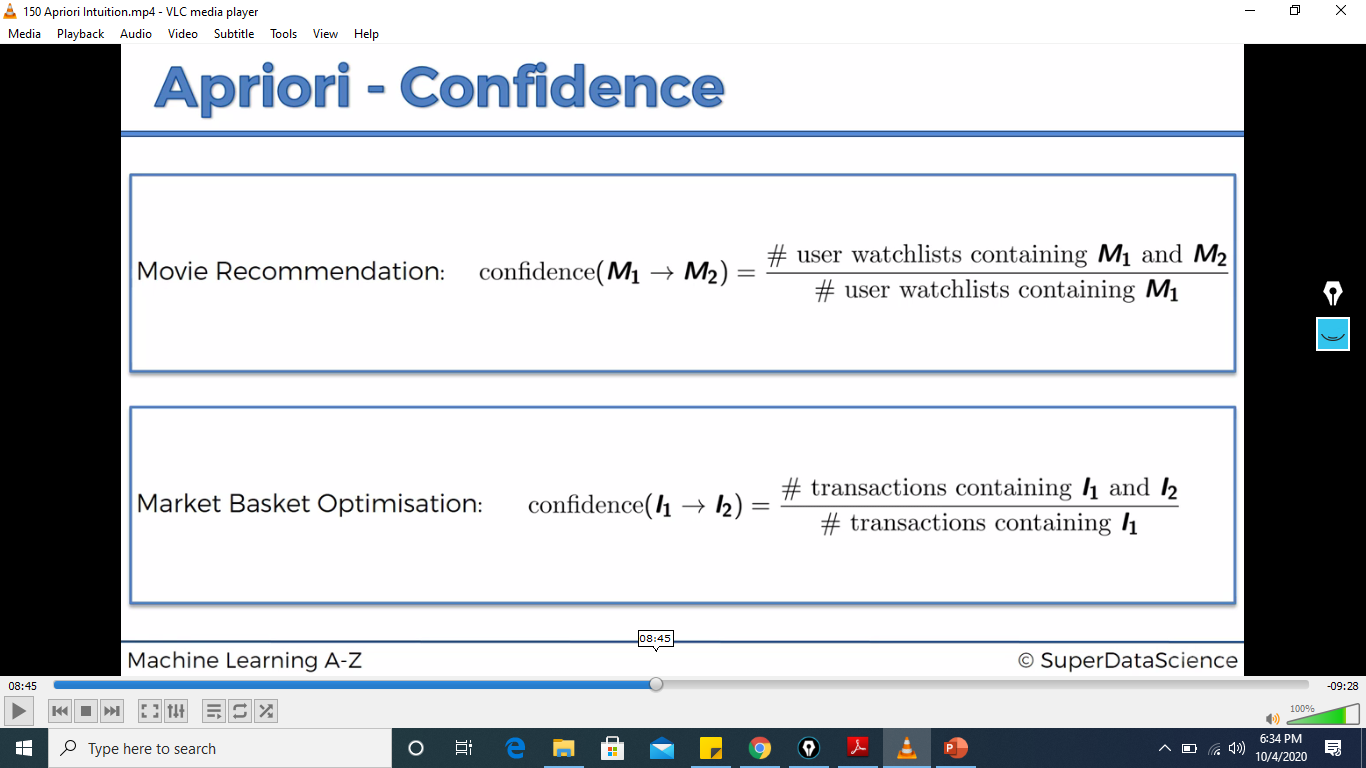 150 Apriori Intuition.mp4 - VLC media player
Media Playback Audio Video Subtitle Tools View Help
Apriori - Confidence
Movie Recommendation: confidence(M₁ → M₂) = # user watchlists containing M₁ and M₂
# user watchlists containing M₁
Market Basket Optimisation: confidence(I₁ → I₂) = # transactions containing I₁ and I₂
# transactions containing I₁
08:45
Machine Learning A-Z © SuperDataScience
08:45 -09:28
100%
Type here to search
6:34 PM
10/4/2020